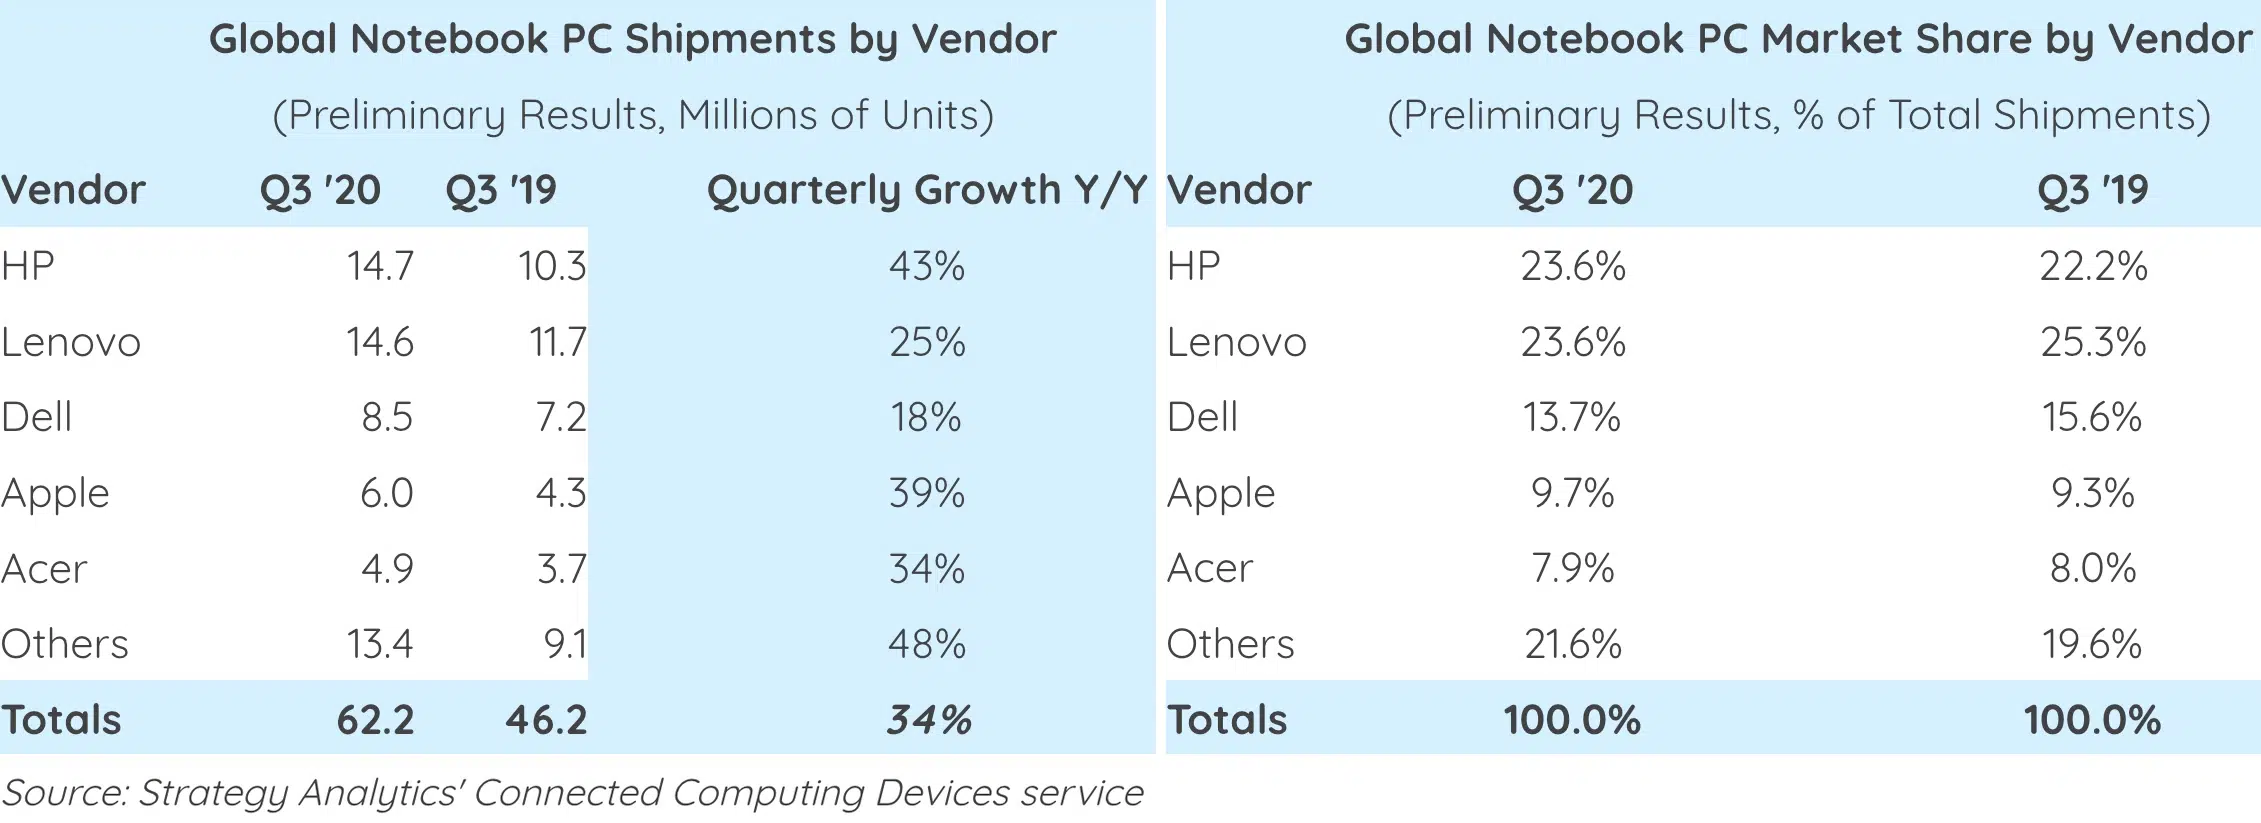 Global Notebook PC Shipments by Vendor
(Preliminary Results, Millions of Units)
Vendor Q3 '20 Q3 '19 Quarterly Growth Y/Y
HP 14.7 10.3 43%
Lenovo 14.6 11.7 25%
Dell 8.5 7.2 18%
Apple 6.0 4.3 39%
Acer 4.9 3.7 34%
Others 13.4 9.1 48%
Totals 62.2 46.2 34%
Source: Strategy Analytics' Connected Computing Devices service
Global Notebook PC Market Share by Vendor
(Preliminary Results, % of Total Shipments)
Vendor Q3 '20 Q3 '19
HP 23.6% 22.2%
Lenovo 23.6% 25.3%
Dell 13.7% 15.6%
Apple 9.7% 9.3%
Acer 7.9% 8.0%
Others 21.6% 19.6%
Totals 100.0% 100.0%